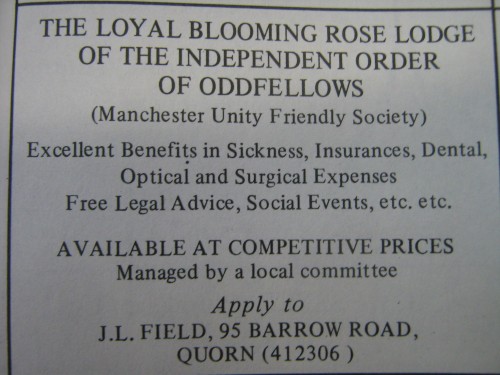 THE LOYAL BLOOMING ROSE LODGE
OF THE INDEPENDENT ORDER
OF ODDFELLOWS
(Manchester Unity Friendly Society)
Excellent Benefits in Sickness, Insurances, Dental,
Optical and Surgical Expenses
Free Legal Advice, Social Events, etc. etc.
AVAILABLE AT COMPETITIVE PRICES
Managed by a local committee
Apply to
J.L. FIELD, 95 BARROW ROAD,
QUORN (412306 )